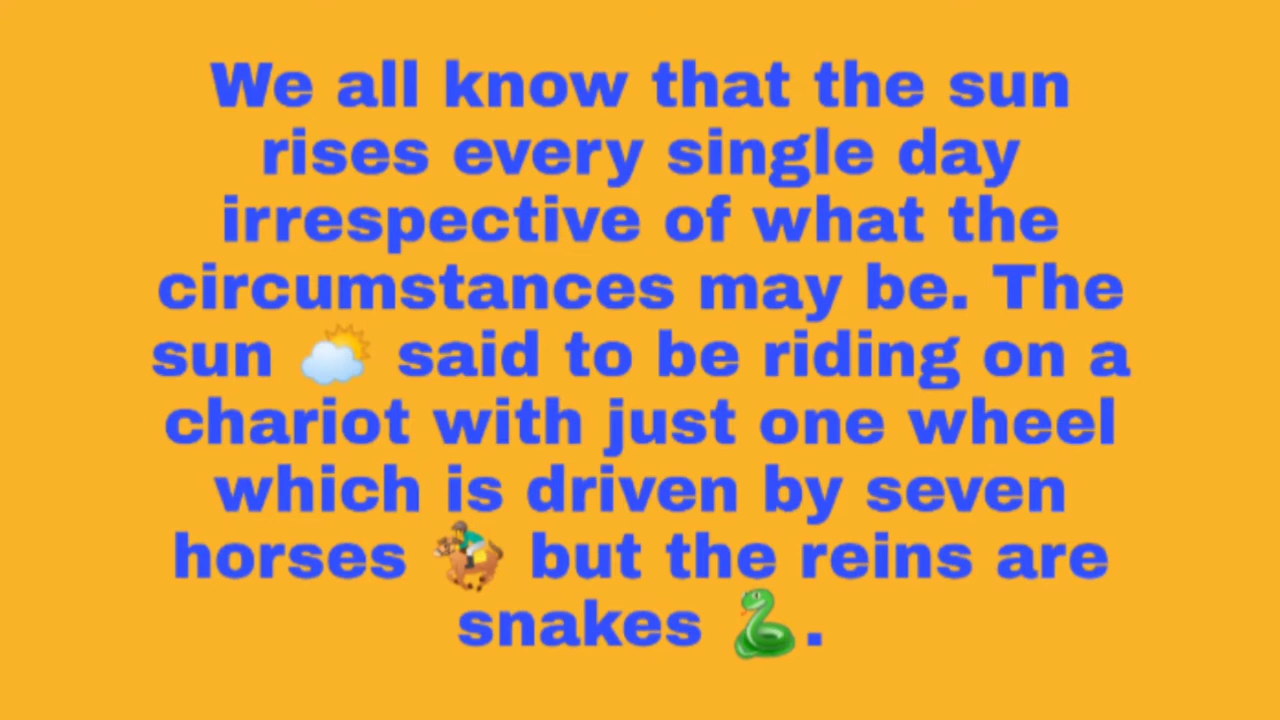 We all know that the sun
rises every single day
irrespective of what the
circumstances may be. The
sun 🌥️ said to be riding on a
chariot with just one wheel
which is driven by seven
horses 🏇 but the reins are
snakes 🐍.